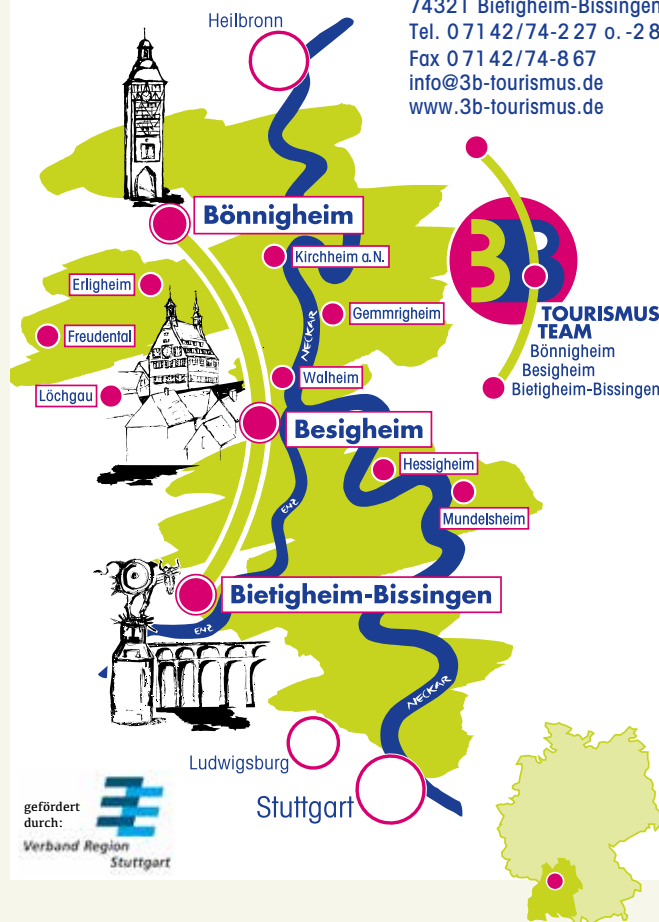 74321 Bietigheim-Bissingen
Tel. 07142/74-227 o. -28
Fax 07142/74-867
info@3b-tourismus.de
www.3b-tourismus.de
Heilbronn
Bönnigheim
Kirchheim a.N.
Erligheim
Gemmrigheim
NECKAR
Freudental
Walheim
Löchgau
Besigheim
Hessigheim
Mundelsheim
ENZ
3B
TOURISMUS
TEAM
Bönnigheim
Besigheim
Bietigheim-Bissingen
Bietigheim-Bissingen
ENZ
NECKAR
Ludwigsburg
Stuttgart
gefördert
durch:
Verband Region
Stuttgart